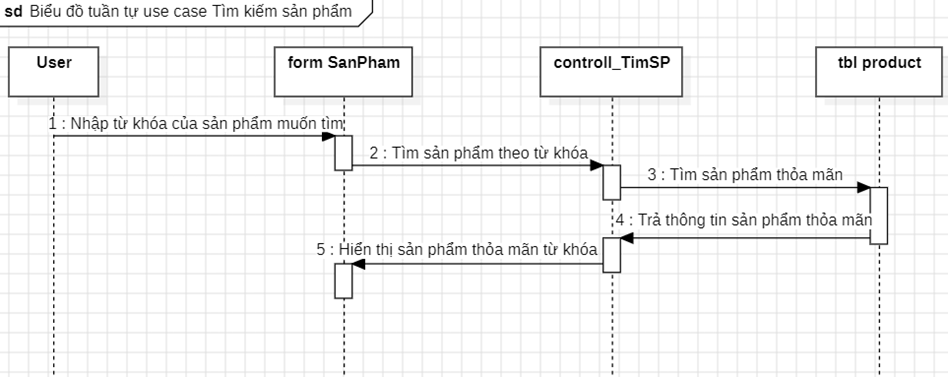 sd Biểu đồ tuần tự use case Tìm kiếm sản phẩm
User
form SanPham
controll_TimSP
tbl product
1 : Nhập từ khóa của sản phẩm muốn tìm
2 : Tìm sản phẩm theo từ khóa
3 : Tìm sản phẩm thỏa mãn
4 : Trả thông tin sản phẩm thỏa mãn
5 : Hiển thị sản phẩm thỏa mãn từ khóa